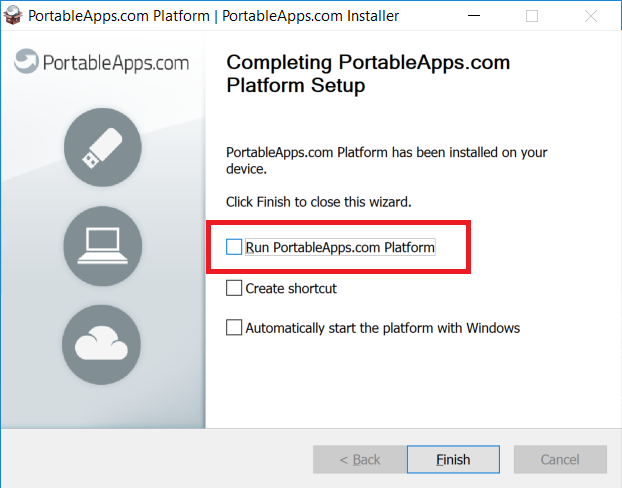 PortableApps.com Platform | PortableApps.com Installer
PortableApps.com
Completing PortableApps.com
Platform Setup
PortableApps.com Platform has been installed on your
device.
Click Finish to close this wizard.
Run PortableApps.com Platform
Create shortcut
Automatically start the platform with Windows
< Back
Finish
Cancel